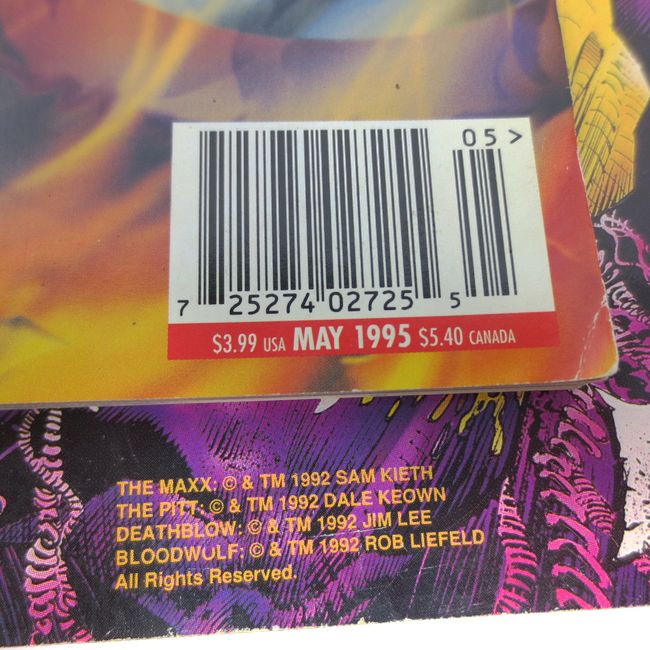 05>
7 25274 02725 5
$3.99 USA MAY 1995 $5.40 CANADA
THE MAXX: © & TM 1992 SAM KIETH
THE PITT: © & TM 1992 DALE KEOWN
DEATHBLOW: © & TM 1992 JIM LEE
BLOODWULF: © & TM 1992 ROB LIEFELD
All Rights Reserved.